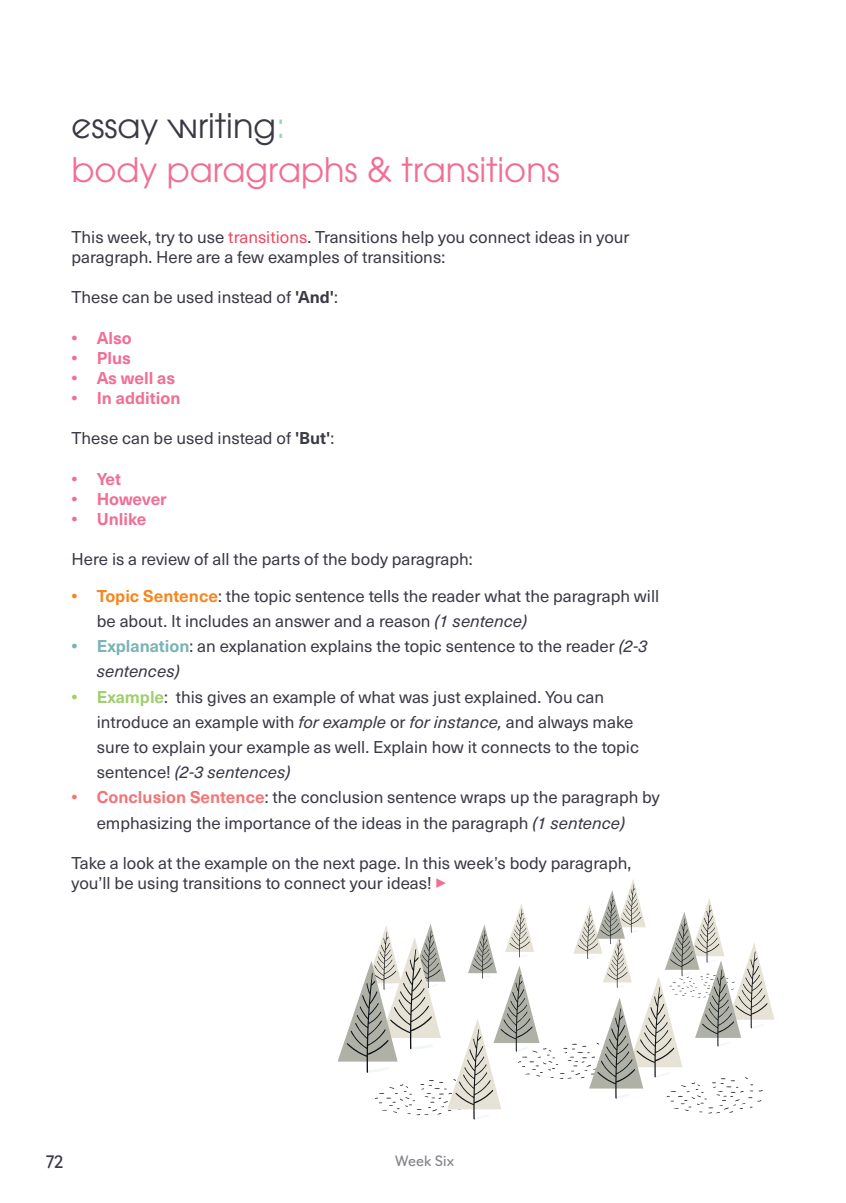 essay writing:
body paragraphs & transitions
This week, try to use transitions. Transitions help you connect ideas in your
paragraph. Here are a few examples of transitions:
These can be used instead of 'And':
• Also
• Plus
• As well as
• In addition
These can be used instead of 'But':
• Yet
• However
• Unlike
Here is a review of all the parts of the body paragraph:
• Topic Sentence: the topic sentence tells the reader what the paragraph will
be about. It includes an answer and a reason (1 sentence)
• Explanation: an explanation explains the topic sentence to the reader (2-3
sentences)
• Example: this gives an example of what was just explained. You can
introduce an example with for example or for instance, and always make
sure to explain your example as well. Explain how it connects to the topic
sentence! (2-3 sentences)
• Conclusion Sentence: the conclusion sentence wraps up the paragraph by
emphasizing the importance of the ideas in the paragraph (1 sentence)
Take a look at the example on the next page. In this week’s body paragraph,
you’ll be using transitions to connect your ideas! ▶
72
Week Six